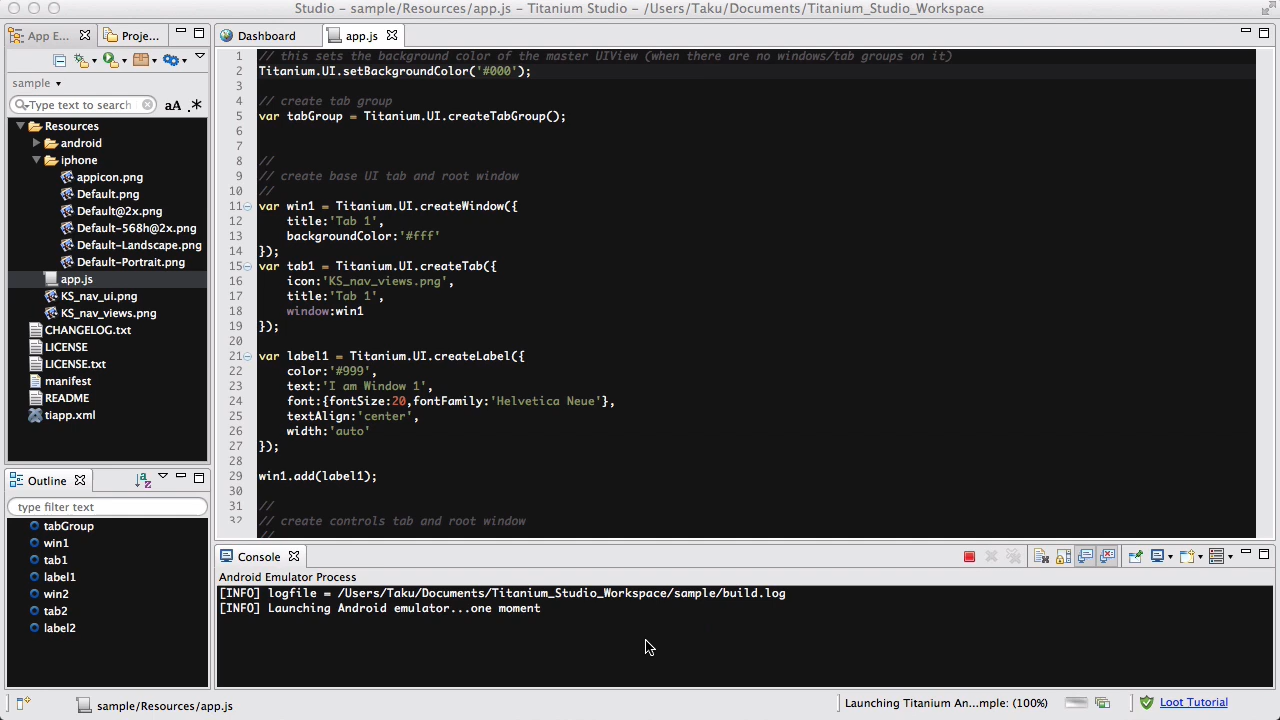 Studio - sample/Resources/app.js - Titanium Studio - /Users/Taku/Documents/Titanium_Studio_Workspace
App E...
Proje...
sample
Type text to search
aA .*
Resources
android
iphone
appicon.png
Default.png
Default@2x.png
Default-568h@2x.png
Default-Landscape.png
Default-Portrait.png
app.js
KS_nav_ui.png
KS_nav_views.png
CHANGELOG.txt
LICENSE
LICENSE.txt
manifest
README
tiapp.xml
Outline
type filter text
tabGroup
win1
tab1
label1
win2
tab2
label2
Dashboard
app.js
1 // this sets the background color of the master UIView (when there are no windows/tab groups on it)
2 Titanium.UI.setBackgroundColor('#000');
3
4 // create tab group
5 var tabGroup = Titanium.UI.createTabGroup();
6
7
8 //
9 // create base UI tab and root window
10 //
11 var win1 = Titanium.UI.createWindow({
12 title:'Tab 1',
13 backgroundColor:'#fff'
14 });
15 var tab1 = Titanium.UI.createTab({
16 icon:'KS_nav_views.png',
17 title:'Tab 1',
18 window:win1
19 });
20
21 var label1 = Titanium.UI.createLabel({
22 color:'#999',
23 text:'I am Window 1',
24 font:{fontSize:20,fontFamily:'Helvetica Neue'},
25 textAlign:'center',
26 width:'auto'
27 });
28
29 win1.add(label1);
30
31 //
32 // create controls tab and root window
//
Console
Android Emulator Process
[INFO] logfile = /Users/Taku/Documents/Titanium_Studio_Workspace/sample/build.log
[INFO] Launching Android emulator...one moment
sample/Resources/app.js
Launching Titanium An...mple: (100%)
Loot Tutorial